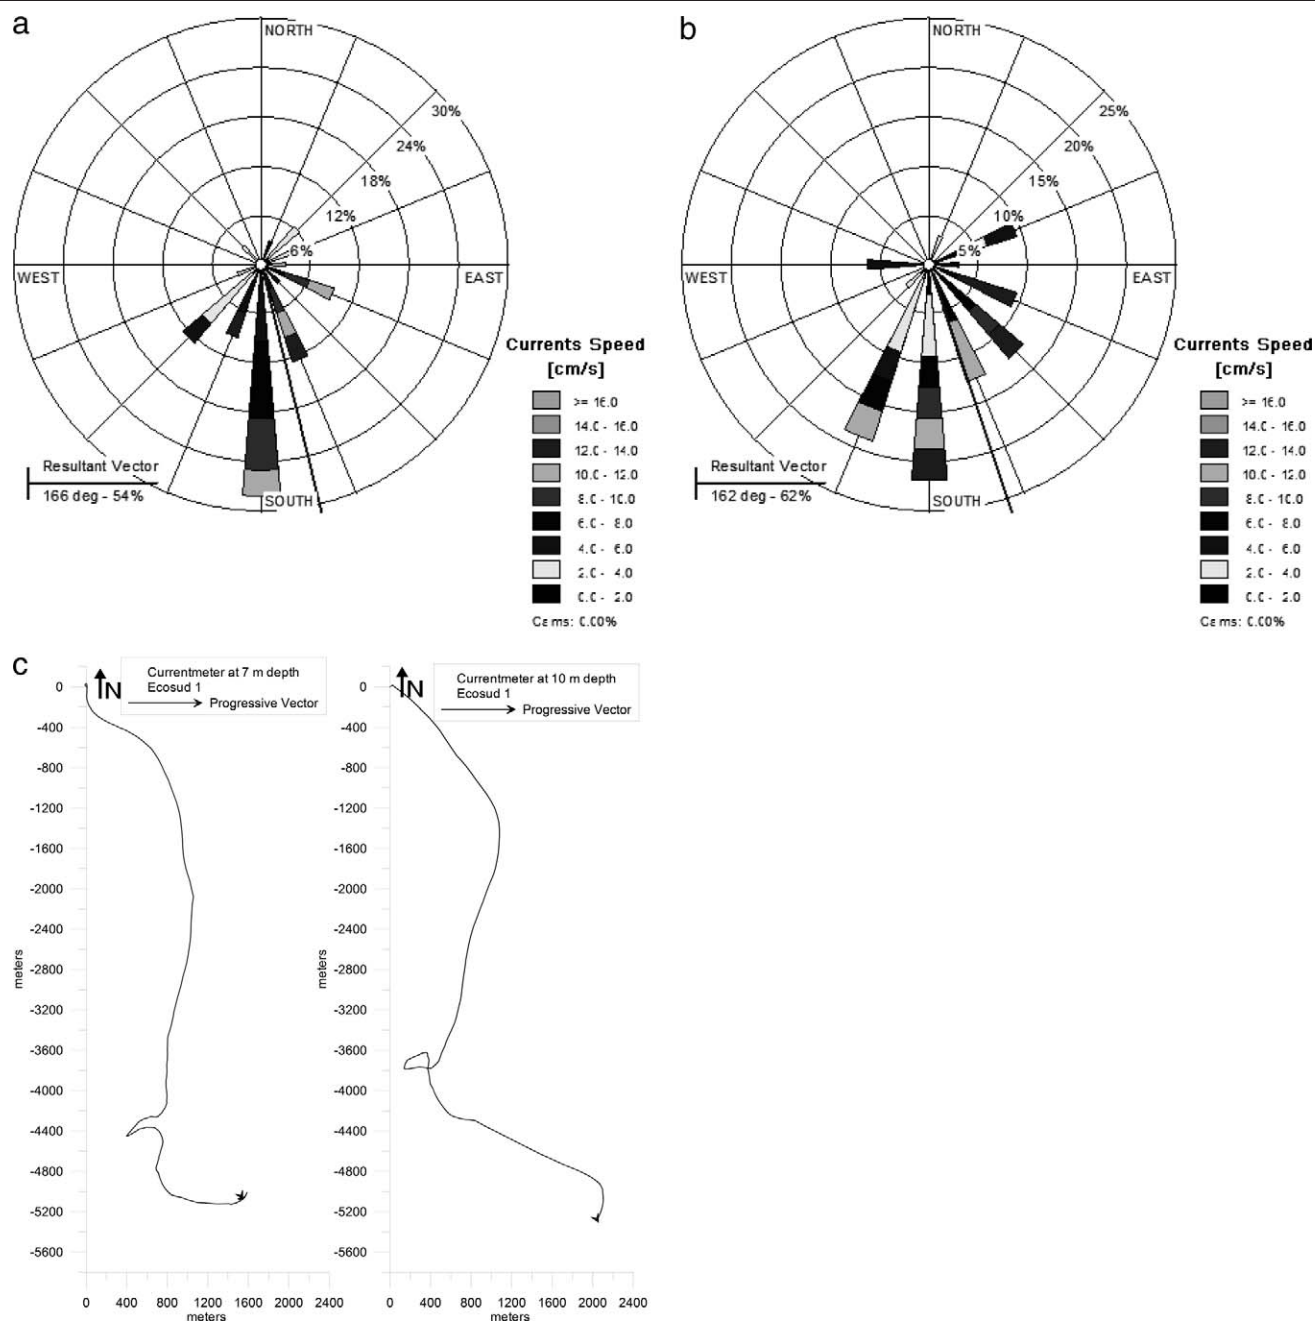 a
NORTH
30%
24%
18%
12%
6%
WEST
EAST
SOUTH
Resultant Vector
166 deg - 54%
Currents Speed
[cm/s]
>= 16.0
14.0 - 16.0
12.0 - 14.0
10.0 - 12.0
8.0 - 10.0
6.0 - 8.0
4.0 - 6.0
2.0 - 4.0
0.0 - 2.0
Calms: 0.00%
b
NORTH
25%
20%
15%
10%
5%
WEST
EAST
SOUTH
Resultant Vector
162 deg - 62%
Currents Speed
[cm/s]
>= 16.0
14.0 - 16.0
12.0 - 14.0
10.0 - 12.0
8.0 - 10.0
6.0 - 8.0
4.0 - 6.0
2.0 - 4.0
0.0 - 2.0
Calms: 0.00%
c
N
Currentmeter at 7 m depth
Ecosud 1
Progressive Vector
0
-400
-800
-1200
-1600
-2000
-2400
-2800
-3200
-3600
-4000
-4400
-4800
-5200
-5600
meters
0 400 800 1200 1600 2000 2400
meters
N
Currentmeter at 10 m depth
Ecosud 1
Progressive Vector
0
-400
-800
-1200
-1600
-2000
-2400
-2800
-3200
-3600
-4000
-4400
-4800
-5200
-5600
meters
0 400 800 1200 1600 2000 2400
meters